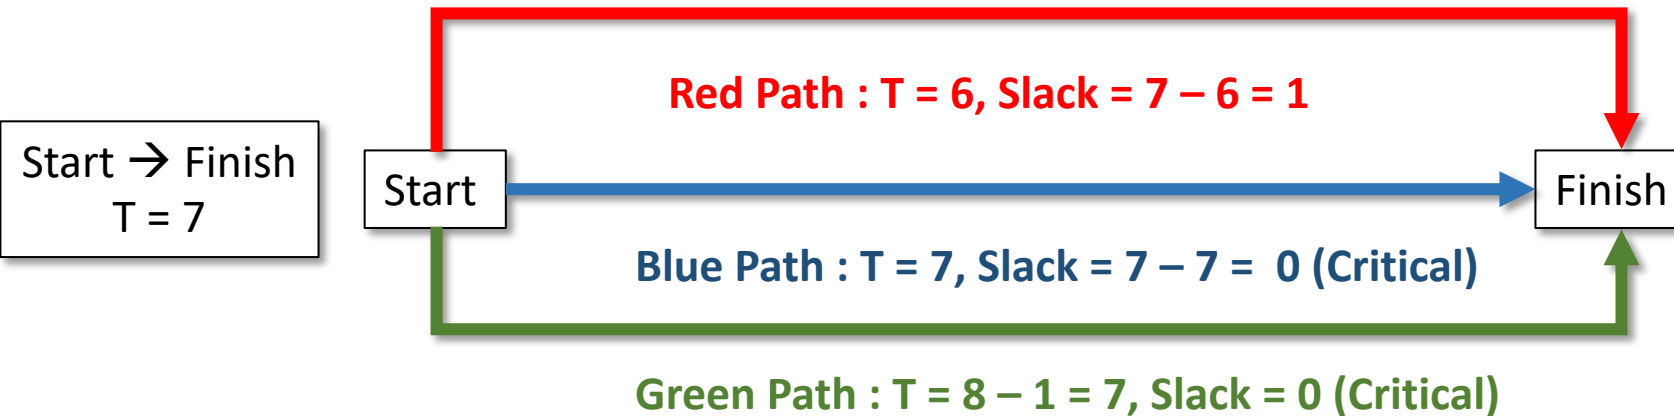 Red Path : T = 6, Slack = 7 – 6 = 1
Start → Finish
T = 7
Start
Finish
Blue Path : T = 7, Slack = 7 – 7 =  0 (Critical)
Green Path : T = 8 – 1 = 7, Slack = 0 (Critical)